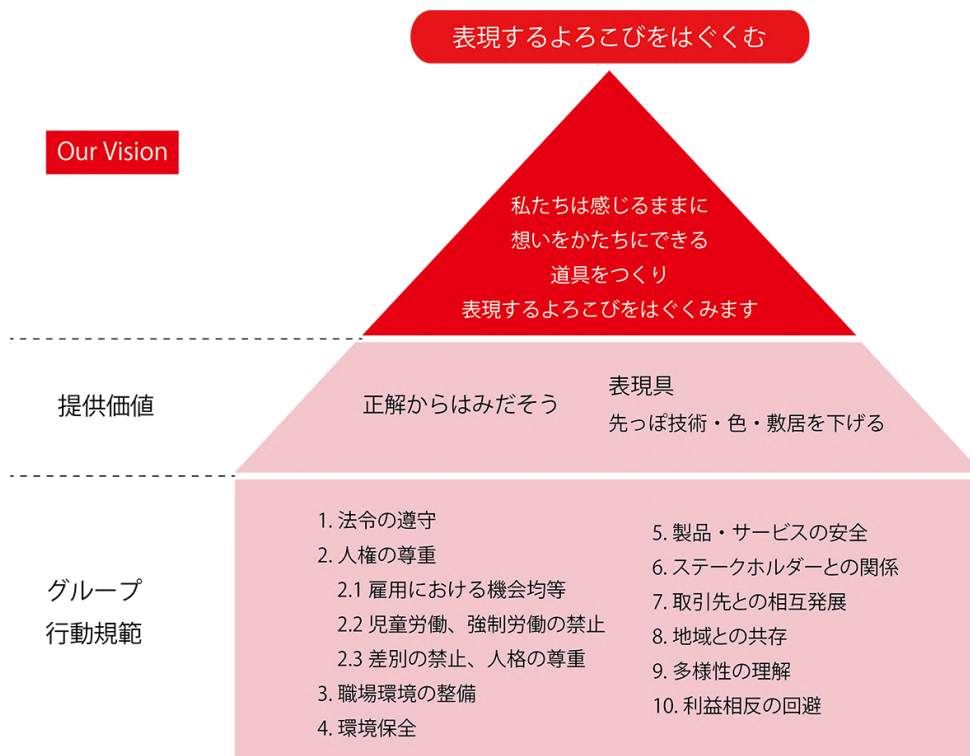 表現するよろこびをはぐくむ
Our Vision
私たちは感じるままに
想いをかたちにできる
道具をつくり
表現するよろこびをはぐくみます
提供価値
正解からはみだそう
表現具
先っぽ技術・色・敷居を下げる
グループ
行動規範
1. 法令の遵守
2. 人権の尊重
2.1 雇用における機会均等
2.2 児童労働、強制労働の禁止
2.3 差別の禁止、人格の尊重
3. 職場環境の整備
4. 環境保全
5. 製品・サービスの安全
6. ステークホルダーとの関係
7. 取引先との相互発展
8. 地域との共存
9. 多様性の理解
10. 利益相反の回避